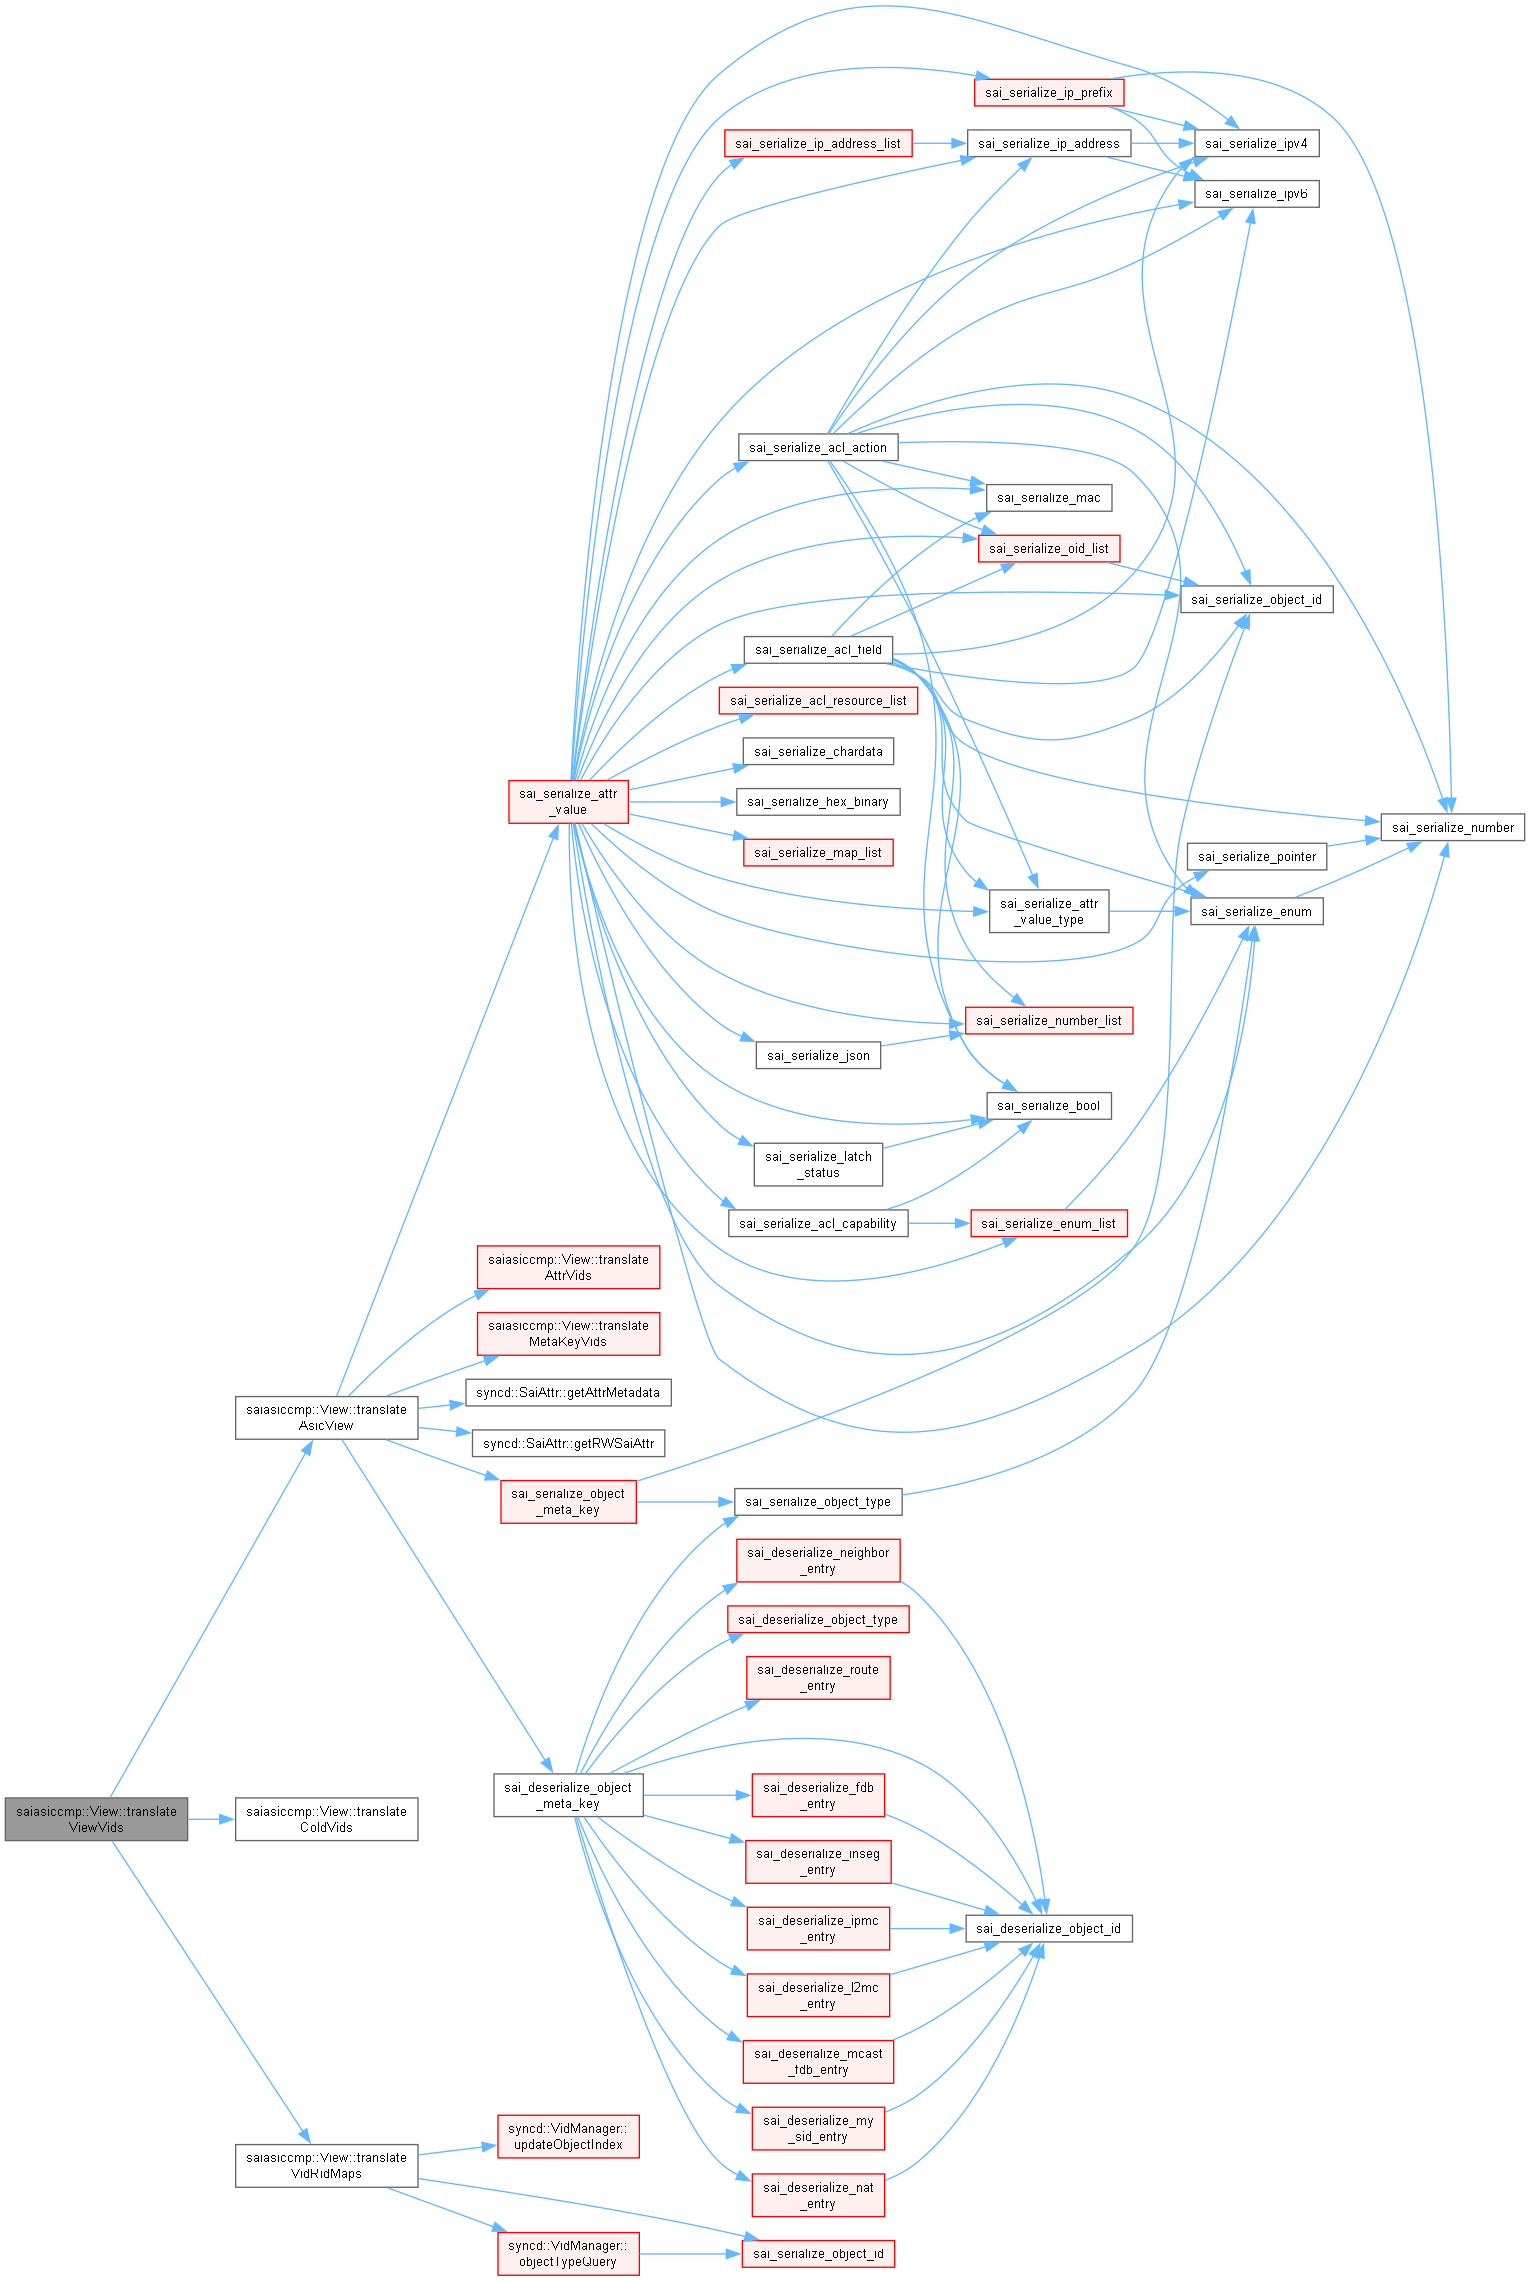 sai_serialize_ip_prefix
sai_serialize_ip_address_list
sai_serialize_ip_address
sai_serialize_ipv4
sai_serialize_ipv6
sai_serialize_acl_action
sai_serialize_mac
sai_serialize_oid_list
sai_serialize_object_id
sai_serialize_acl_field
sai_serialize_acl_resource_list
sai_serialize_chardata
sai_serialize_attr
_value
sai_serialize_hex_binary
sai_serialize_number
sai_serialize_map_list
sai_serialize_pointer
sai_serialize_attr
_value_type
sai_serialize_enum
sai_serialize_number_list
sai_serialize_json
sai_serialize_bool
sai_serialize_latch
_status
sai_serialize_acl_capability
sai_serialize_enum_list
saiasiccmp::View::translate
AttrVids
saiasiccmp::View::translate
MetaKeyVids
syncd::SaiAttr::getAttrMetadata
saiasiccmp::View::translate
AsicView
syncd::SaiAttr::getRWSaiAttr
sai_serialize_object
_meta_key
sai_serialize_object_type
sai_deserialize_neighbor
_entry
sai_deserialize_object_type
sai_deserialize_route
_entry
sai_deserialize_object
_meta_key
sai_deserialize_fdb
_entry
saiasiccmp::View::translate
ViewVids
saiasiccmp::View::translate
ColdVids
sai_deserialize_inseg
_entry
sai_deserialize_ipmc
_entry
sai_deserialize_object_id
sai_deserialize_l2mc
_entry
sai_deserialize_mcast
_fdb_entry
sai_deserialize_my
_sid_entry
syncd::VidManager::
updateObjectIndex
saiasiccmp::View::translate
VidRidMaps
sai_deserialize_nat
_entry
syncd::VidManager::
objectTypeQuery
sai_serialize_object_id